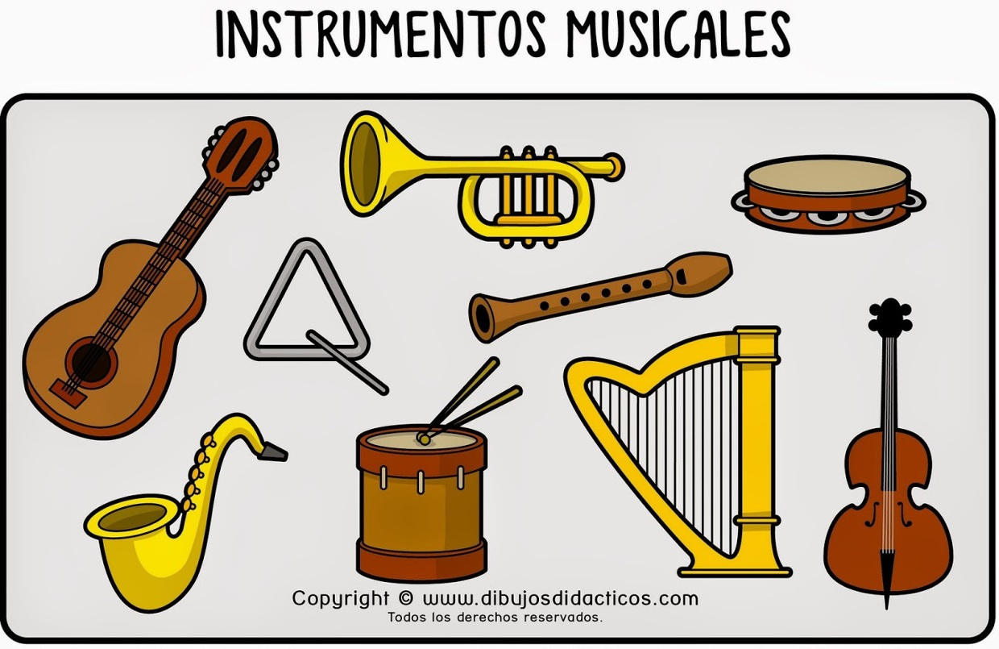 INSTRUMENTOS MUSICALES
Copyright © www.dibujosdidacticos.com
Todos los derechos reservados.